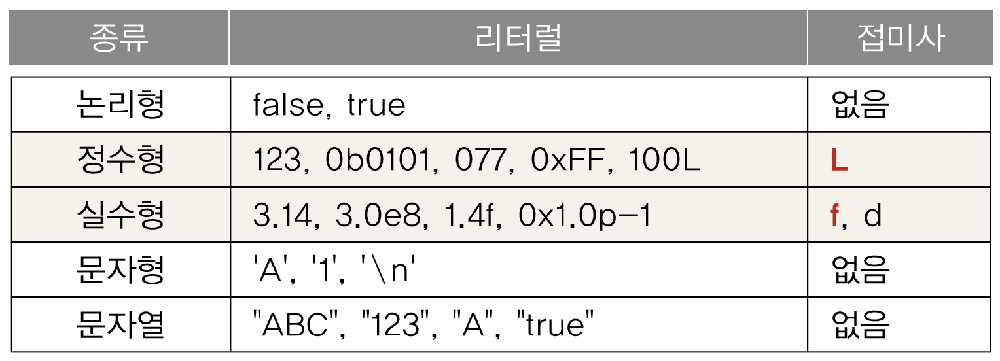 종류 리터럴 접미사
논리형 false, true 없음
정수형 123, 0b0101, 077, 0xFF, 100L L
실수형 3.14, 3.0e8, 1.4f, 0x1.0p-1 f, d
문자형 'A', '1', '\n' 없음
문자열 "ABC", "123", "A", "true" 없음